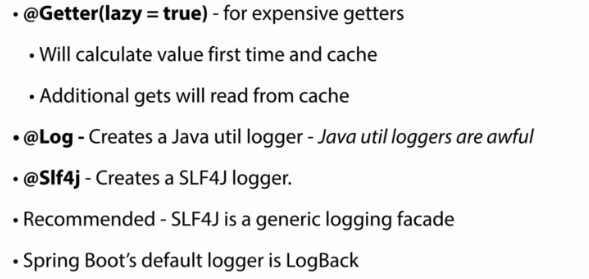 • @Getter(lazy = true) - for expensive getters
• Will calculate value first time and cache
• Additional gets will read from cache
• @Log - Creates a Java util logger - Java util loggers are awful
• @Slf4j - Creates a SLF4J logger.
• Recommended - SLF4J is a generic logging facade
• Spring Boot’s default logger is LogBack